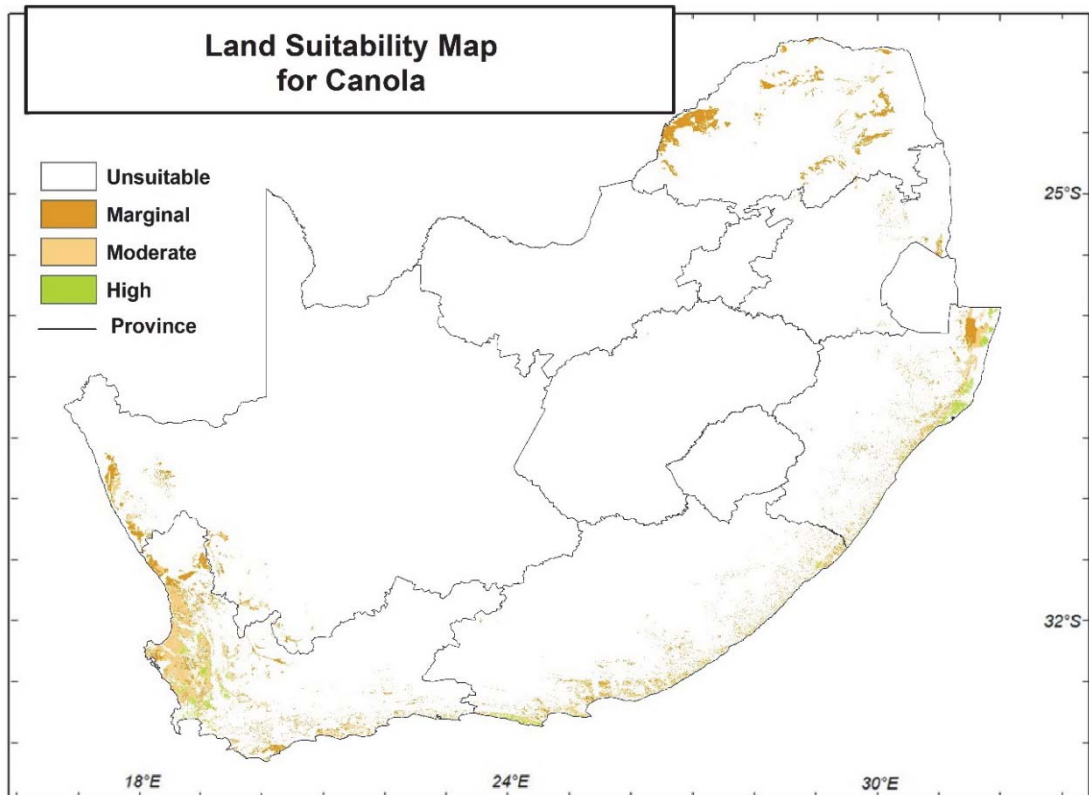 Land Suitability Map
for Canola
Unsuitable
Marginal
Moderate
High
Province
25°S
32°S
18°E
24°E
30°E